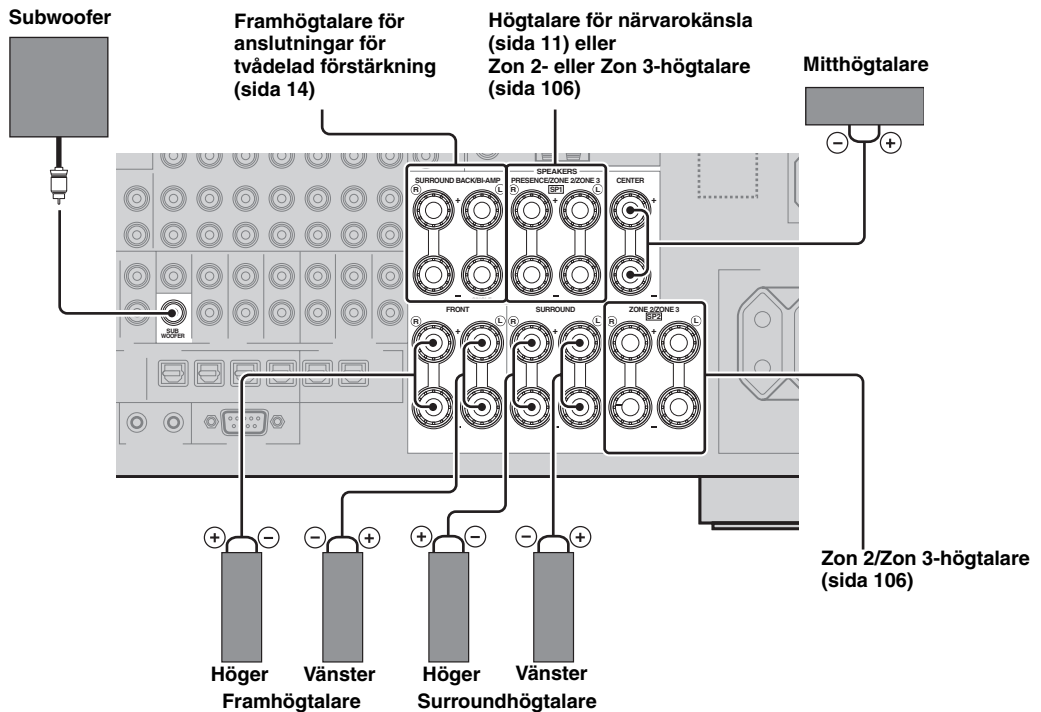 Subwoofer
Framhögtalare för
anslutningar för
tvådelad förstärkning
(sida 14)
Högtalare för närvarokänsla
(sida 11) eller
Zon 2- eller Zon 3-högtalare
(sida 106)
Mitthögtalare
− +
SPEAKERS
SURROUND BACK/BI-AMP
PRESENCE/ZONE 2/ZONE 3
CENTER
R L
R SP1 L
+ + +
− − −
SUB
WOOFER
FRONT
SURROUND
ZONE 2/ZONE 3
R L
R L
R SP2 L
+ + +
− − −
+ −
− +
+ −
− +
Zon 2/Zon 3-högtalare
(sida 106)
Höger Vänster
Framhögtalare
Höger Vänster
Surroundhögtalare